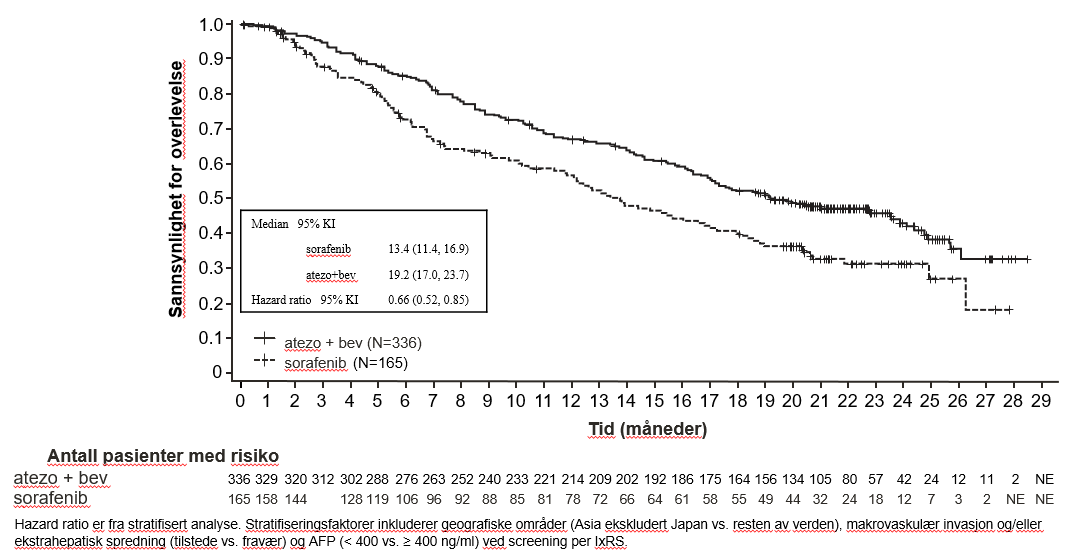 Sannsynlighet for overlevelse
1.0
0.9
0.8
0.7
0.6
0.5
0.4
0.3
0.2
0.1
0
Median 95% KI
sorafenib 13.4 (11.4, 16.9)
atezo+bev 19.2 (17.0, 23.7)
Hazard ratio 95% KI 0.66 (0.52, 0.85)
atezo + bev (N=336)
sorafenib (N=165)
0 1 2 3 4 5 6 7 8 9 10 11 12 13 14 15 16 17 18 19 20 21 22 23 24 25 26 27 28 29
Tid (måneder)
Antall pasienter med risiko
atezo + bev 336 329 320 312 302 288 276 263 252 240 233 221 214 209 202 192 186 175 164 156 134 105 80 57 42 24 12 11 2 NE
sorafenib 165 158 144 128 119 106 96 92 88 85 81 78 72 66 64 61 58 55 49 44 32 24 18 12 7 3 2 NE NE
Hazard ratio er fra stratifisert analyse. Stratifiseringsfaktorer inkluderer geografiske områder (Asia ekskludert Japan vs. resten av verden), makrovaskulær invasjon og/eller
ekstrahepatisk spredning (tilstede vs. fravær) og AFP (< 400 vs. ≥ 400 ng/ml) ved screening per IxRS.